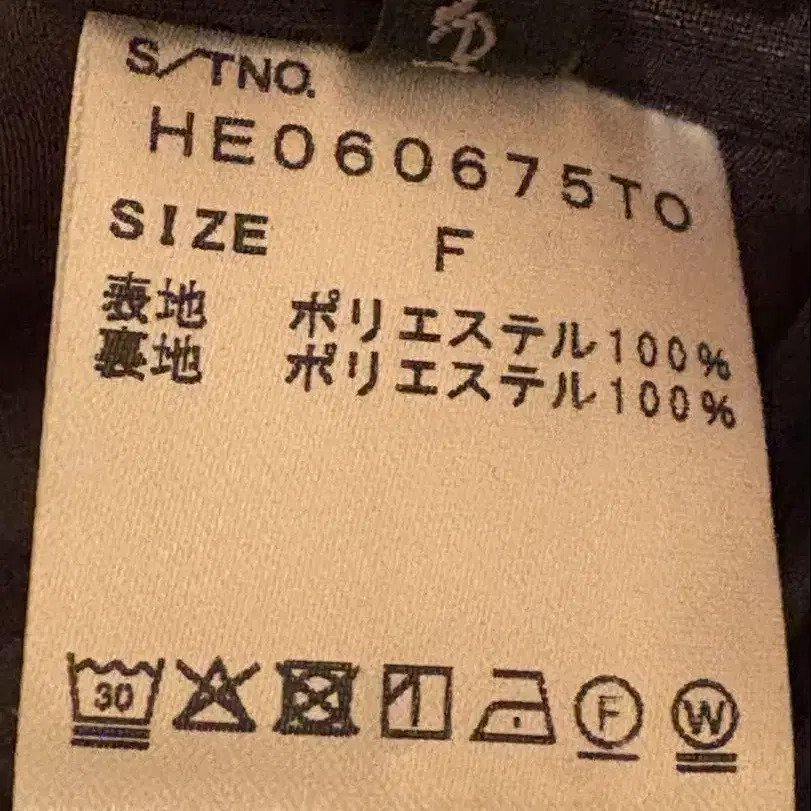 S/TNO.
HE060675TO
SIZE F
表地 ポリエステル100%
裏地 ポリエステル100%
30
F W